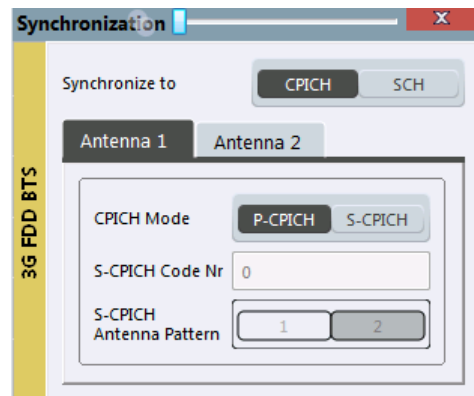 Synchronization X
Synchronize to CPICH SCH
Antenna 1 Antenna 2
3G FDD BTS
CPICH Mode P-CPICH S-CPICH
S-CPICH Code Nr 0
S-CPICH
Antenna Pattern 1 2